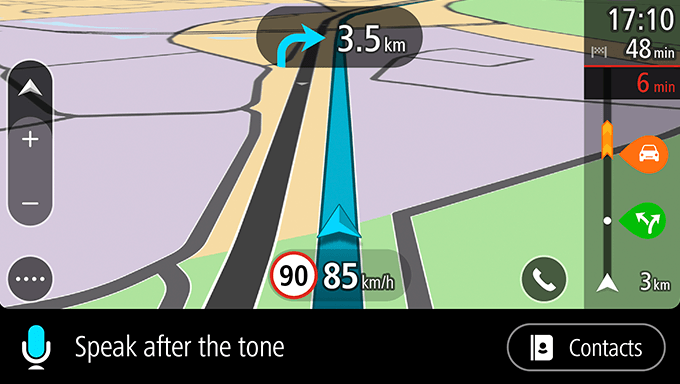 3.5 km
17:10
48 min
6 min
90
85 km/h
3 km
Speak after the tone
Contacts